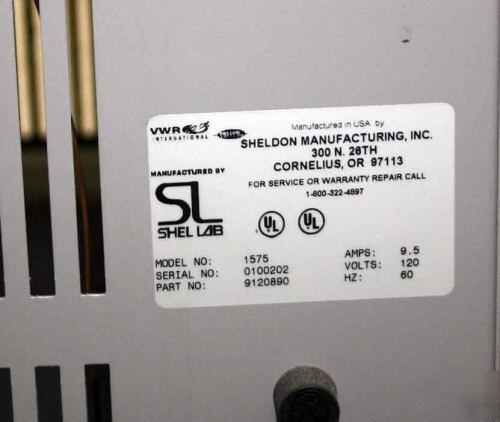 VWR
INTERNATIONAL
SHELDON
Manufactured in USA by
SHELDON MANUFACTURING, INC.
300 N. 26TH
CORNELIUS, OR 97113
MANUFACTURED BY
FOR SERVICE OR WARRANTY REPAIR CALL
1-800-322-4897
SL
SHEL LAB
UL
UL
MODEL NO: 1575 AMPS: 9.5
SERIAL NO: 0100202 VOLTS: 120
PART NO: 9120890 HZ: 60